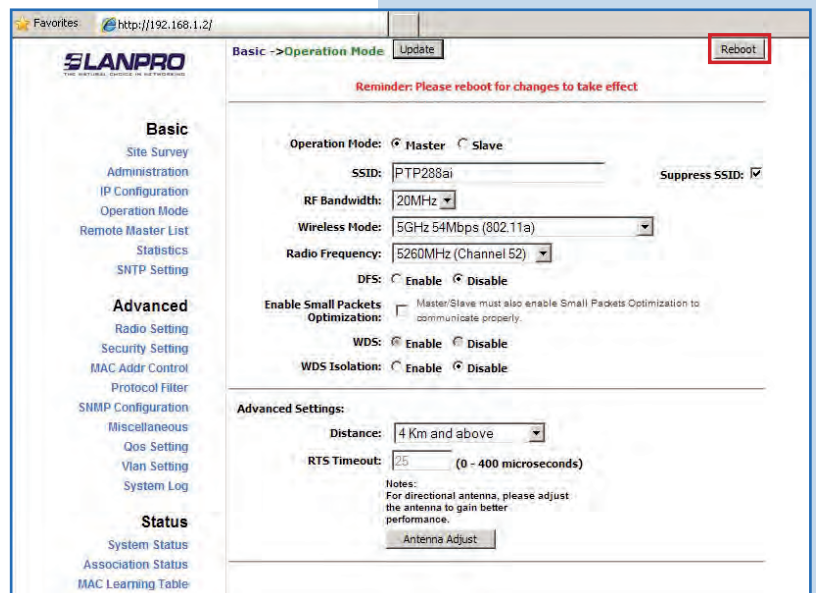 Favorites http://192.168.1.2/
LANPRO
THE NATURAL CHOICE IN NETWORKING
Basic ->Operation Mode Update Reboot
Reminder: Please reboot for changes to take effect
Basic
Site Survey
Administration
IP Configuration
Operation Mode
Remote Master List
Statistics
SNTP Setting
Advanced
Radio Setting
Security Setting
MAC Addr Control
Protocol Filter
SNMP Configuration
Miscellaneous
Qos Setting
Vlan Setting
System Log
Status
System Status
Association Status
MAC Learning Table
Operation Mode: Master Slave
SSID: PTP288ai Suppress SSID:
RF Bandwidth: 20MHz
Wireless Mode: 5GHz 54Mbps (802.11a)
Radio Frequency: 5260MHz (Channel 52)
DFS: Enable Disable
Enable Small Packets Optimization: Master/Slave must also enable Small Packets Optimization to
communicate properly.
WDS: Enable Disable
WDS Isolation: Enable Disable
Advanced Settings:
Distance: 4 Km and above
RTS Timeout: 25 (0 - 400 microseconds)
Notes:
For directional antenna, please adjust
the antenna to gain better
performance.
Antenna Adjust